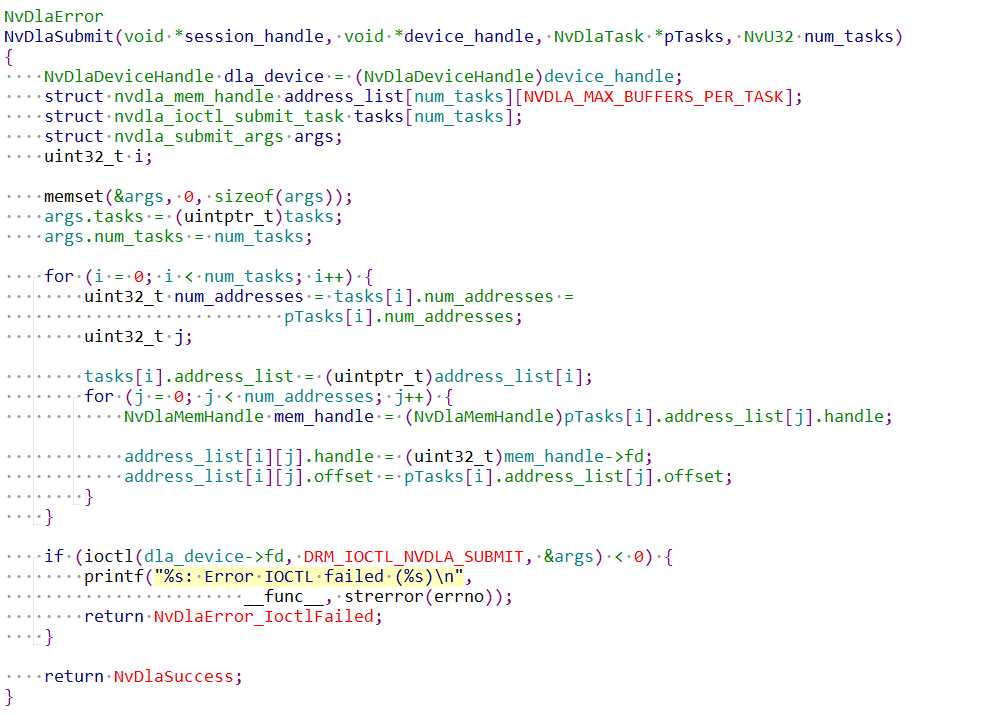 NvDlaError
NvDlaSubmit(void *session_handle, void *device_handle, NvDlaTask *pTasks, NvU32 num_tasks)
{
    NvDlaDeviceHandle dla_device = (NvDlaDeviceHandle)device_handle;
    struct nvdla_mem_handle address_list[num_tasks][NVDLA_MAX_BUFFERS_PER_TASK];
    struct nvdla_ioctl_submit_task tasks[num_tasks];
    struct nvdla_submit_args args;
    uint32_t i;

    memset(&args, 0, sizeof(args));
    args.tasks = (uintptr_t)tasks;
    args.num_tasks = num_tasks;

    for (i = 0; i < num_tasks; i++) {
        uint32_t num_addresses = tasks[i].num_addresses =
                            pTasks[i].num_addresses;
        uint32_t j;

        tasks[i].address_list = (uintptr_t)address_list[i];
        for (j = 0; j < num_addresses; j++) {
            NvDlaMemHandle mem_handle = (NvDlaMemHandle)pTasks[i].address_list[j].handle;

            address_list[i][j].handle = (uint32_t)mem_handle->fd;
            address_list[i][j].offset = pTasks[i].address_list[j].offset;
        }
    }

    if (ioctl(dla_device->fd, DRM_IOCTL_NVDLA_SUBMIT, &args) < 0) {
        printf("%s: Error IOCTL failed (%s)\n",
                        __func__, strerror(errno));
        return NvDlaError_IoctlFailed;
    }

    return NvDlaSuccess;
}